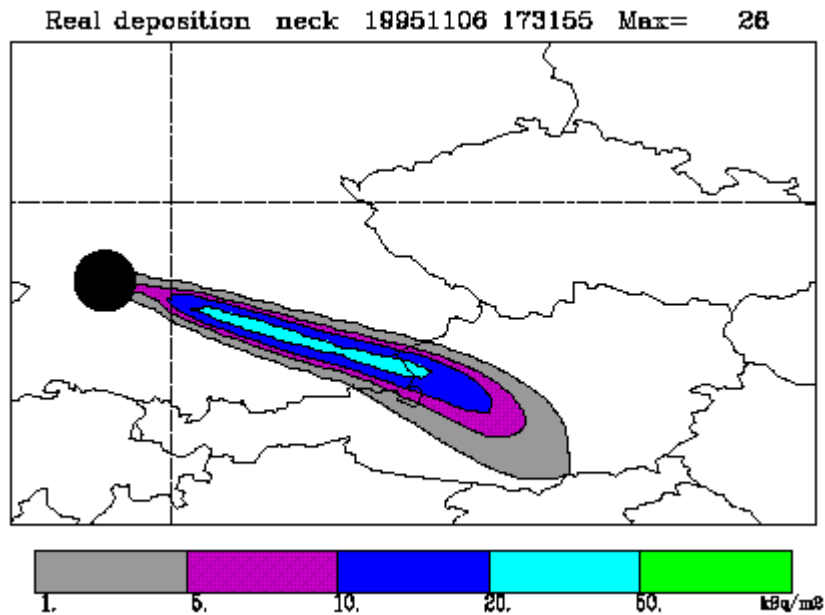 Real deposition neck 19951106 173155 Max= 26
1. 5. 10. 20. 50. kBq/m2